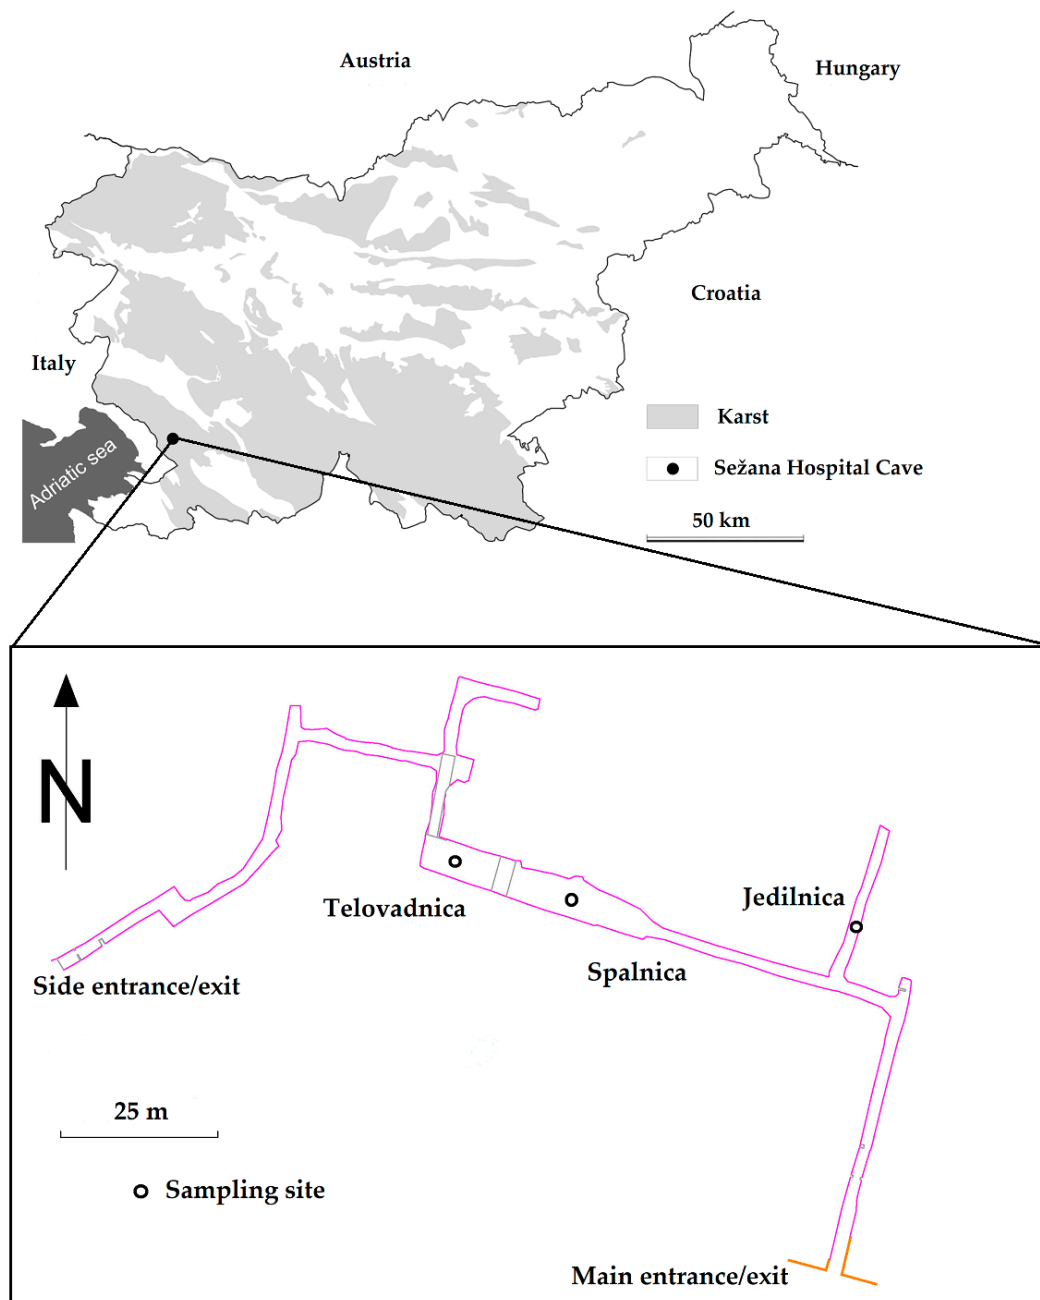 Austria
Hungary
Croatia
Italy
Adriatic sea
Karst
Sežana Hospital Cave
50 km
N
Jedilnica
Telovadnica
Spalnica
Side entrance/exit
25 m
Sampling site
Main entrance/exit